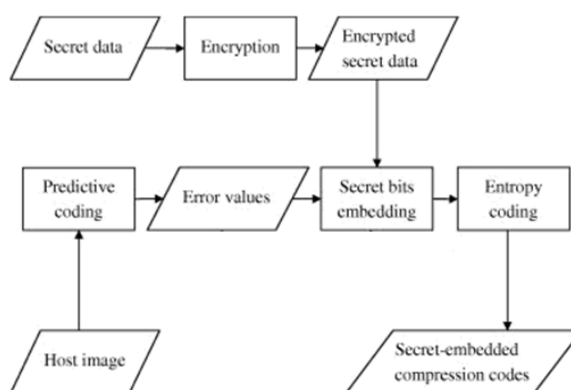 Secret data
Encryption
Encrypted
secret data
Predictive
coding
Error values
Secret bits
embedding
Entropy
coding
Host image
Secret-embedded
compression codes